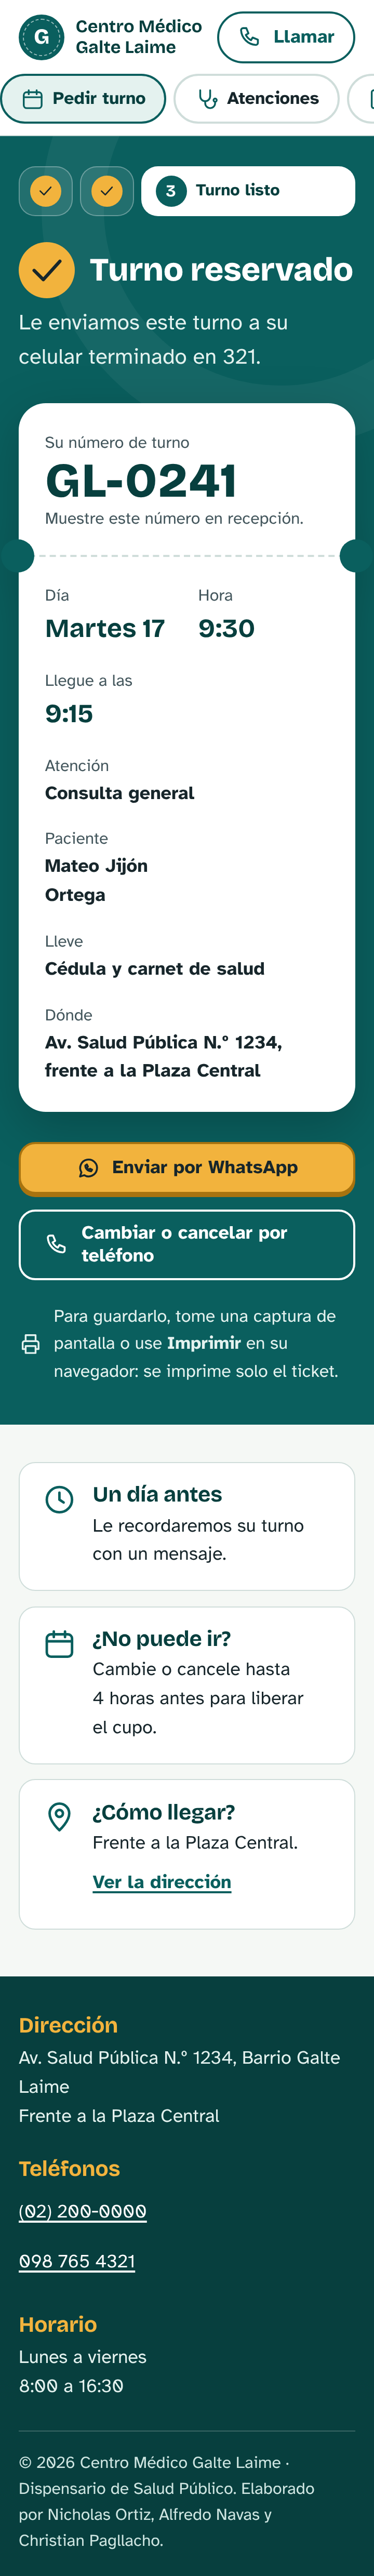 G
Centro Médico
Galte Laime
Llamar
Pedir turno
Atenciones
3
Turno listo
Turno reservado
Le enviamos este turno a su
celular terminado en 321.
Su número de turno
GL-0241
Muestre este número en recepción.
Día
Hora
Martes 17
9:30
Llegue a las
9:15
Atención
Consulta general
Paciente
Mateo Jijón
Ortega
Lleve
Cédula y carnet de salud
Dónde
Av. Salud Pública N.º 1234,
frente a la Plaza Central
Enviar por WhatsApp
Cambiar o cancelar por
teléfono
Para guardarlo, tome una captura de
pantalla o use Imprimir en su
navegador: se imprime solo el ticket.
Un día antes
Le recordaremos su turno
con un mensaje.
¿No puede ir?
Cambie o cancele hasta
4 horas antes para liberar
el cupo.
¿Cómo llegar?
Frente a la Plaza Central.
Ver la dirección
Dirección
Av. Salud Pública N.º 1234, Barrio Galte
Laime
Frente a la Plaza Central
Teléfonos
(02) 200-0000
098 765 4321
Horario
Lunes a viernes
8:00 a 16:30
© 2026 Centro Médico Galte Laime ·
Dispensario de Salud Público. Elaborado
por Nicholas Ortiz, Alfredo Navas y
Christian Pagllacho.